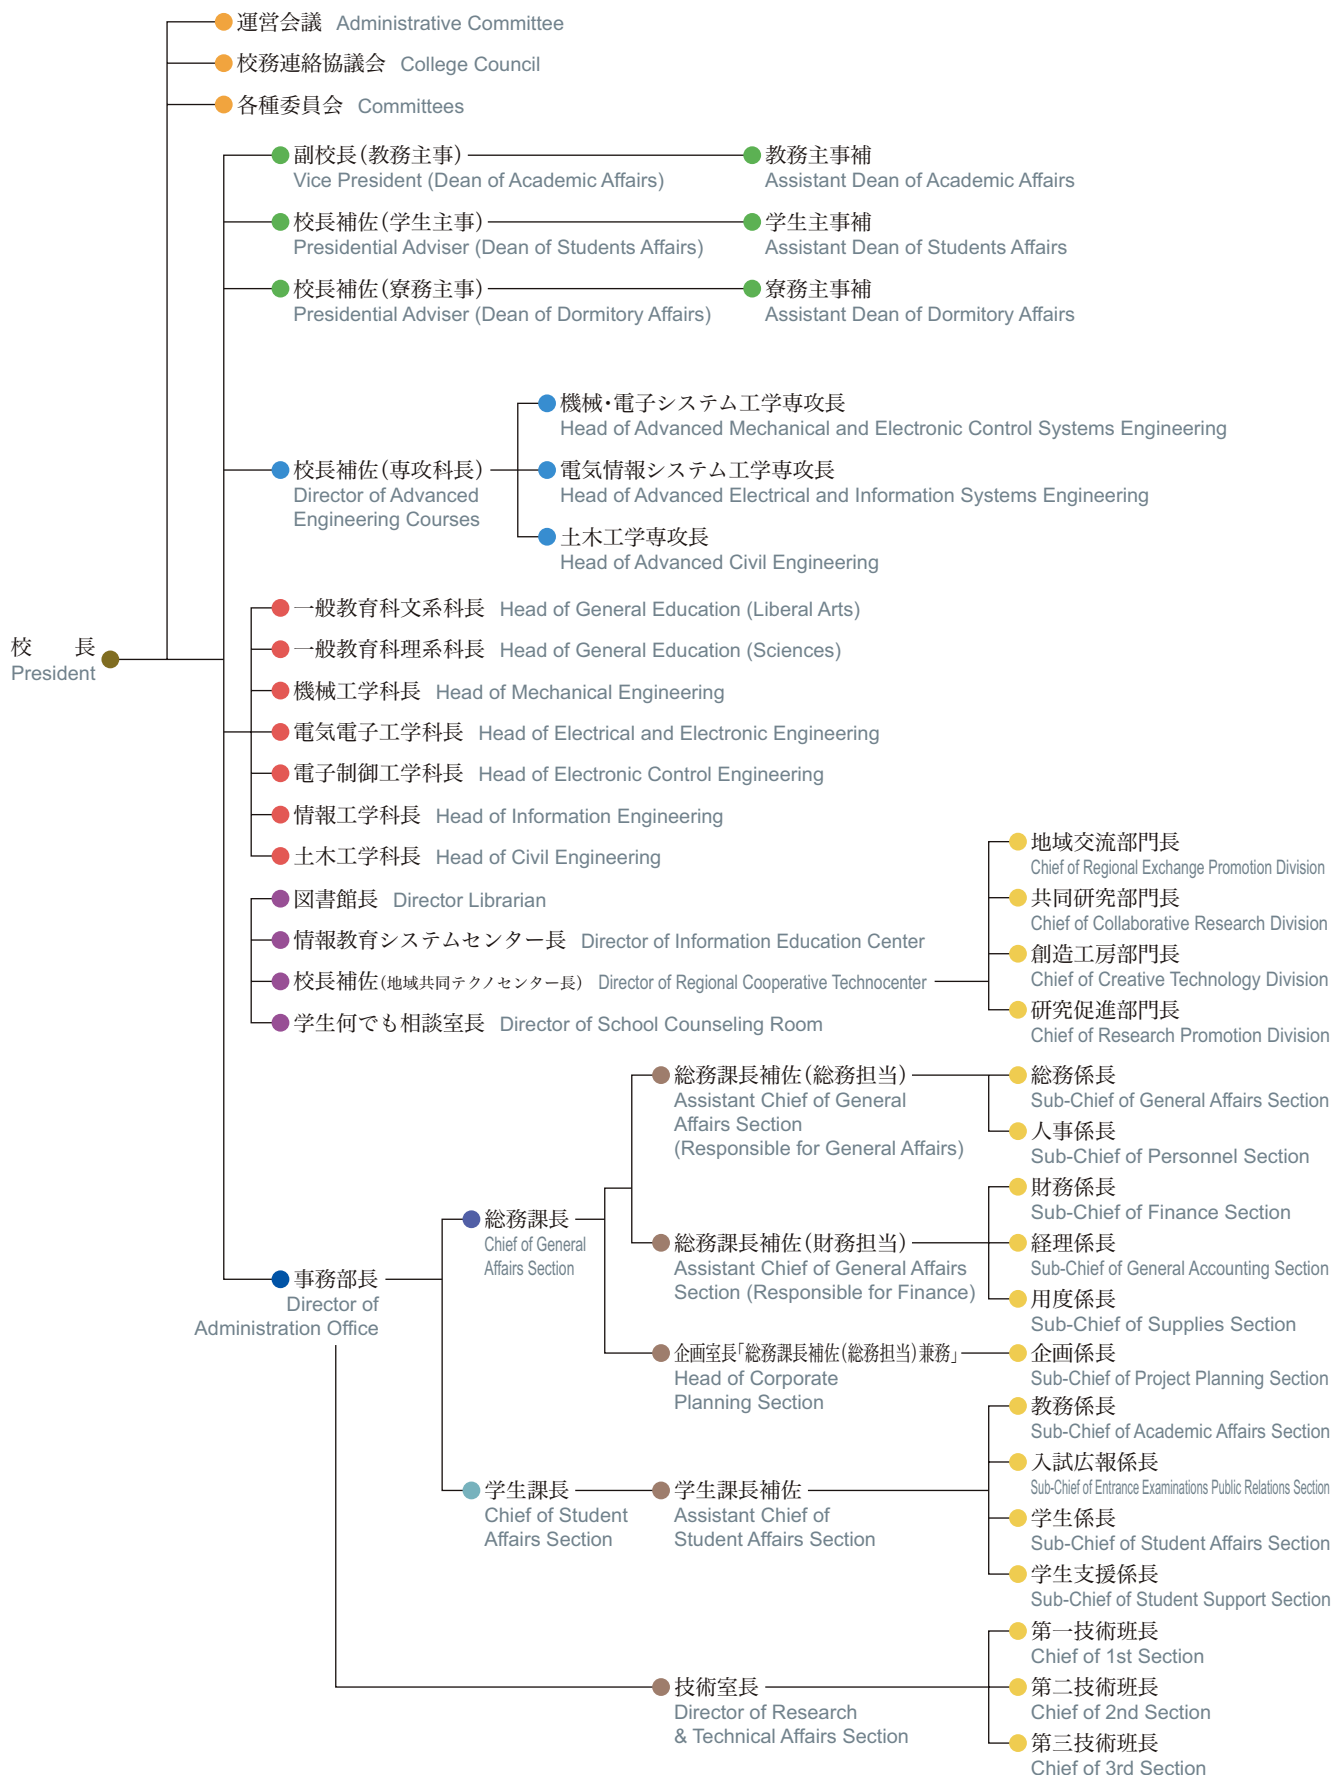 運営会議 Administrative Committee
校務連絡協議会 College Council
各種委員会 Committees
副校長(教務主事)
Vice President (Dean of Academic Affairs)
教務主事補
Assistant Dean of Academic Affairs
校長補佐(学生主事)
Presidential Adviser (Dean of Students Affairs)
学生主事補
Assistant Dean of Students Affairs
校長補佐(寮務主事)
Presidential Adviser (Dean of Dormitory Affairs)
寮務主事補
Assistant Dean of Dormitory Affairs
校長補佐(専攻科長)
Director of Advanced
Engineering Courses
機械・電子システム工学専攻長
Head of Advanced Mechanical and Electronic Control Systems Engineering
電気情報システム工学専攻長
Head of Advanced Electrical and Information Systems Engineering
土木工学専攻長
Head of Advanced Civil Engineering
校 長
President
一般教育科文系科長 Head of General Education (Liberal Arts)
一般教育科理系科長 Head of General Education (Sciences)
機械工学科長 Head of Mechanical Engineering
電気電子工学科長 Head of Electrical and Electronic Engineering
電子制御工学科長 Head of Electronic Control Engineering
情報工学科長 Head of Information Engineering
土木工学科長 Head of Civil Engineering
図書館長 Director Librarian
情報教育システムセンター長 Director of Information Education Center
校長補佐(地域共同テクノセンター長) Director of Regional Cooperative Technocenter
学生何でも相談室長 Director of School Counseling Room
地域交流部門長
Chief of Regional Exchange Promotion Division
共同研究部門長
Chief of Collaborative Research Division
創造工房部門長
Chief of Creative Technology Division
研究促進部門長
Chief of Research Promotion Division
事務部長
Director of
Administration Office
総務課長
Chief of General
Affairs Section
総務課長補佐(総務担当)
Assistant Chief of General
Affairs Section
(Responsible for General Affairs)
総務係長
Sub-Chief of General Affairs Section
人事係長
Sub-Chief of Personnel Section
総務課長補佐(財務担当)
Assistant Chief of General Affairs
Section (Responsible for Finance)
財務係長
Sub-Chief of Finance Section
経理係長
Sub-Chief of General Accounting Section
用度係長
Sub-Chief of Supplies Section
企画室長「総務課長補佐(総務担当)兼務」
Head of Corporate
Planning Section
企画係長
Sub-Chief of Project Planning Section
学生課長
Chief of Student
Affairs Section
学生課長補佐
Assistant Chief of
Student Affairs Section
教務係長
Sub-Chief of Academic Affairs Section
入試広報係長
Sub-Chief of Entrance Examinations Public Relations Section
学生係長
Sub-Chief of Student Affairs Section
学生支援係長
Sub-Chief of Student Support Section
技術室長
Director of Research
& Technical Affairs Section
第一技術班長
Chief of 1st Section
第二技術班長
Chief of 2nd Section
第三技術班長
Chief of 3rd Section